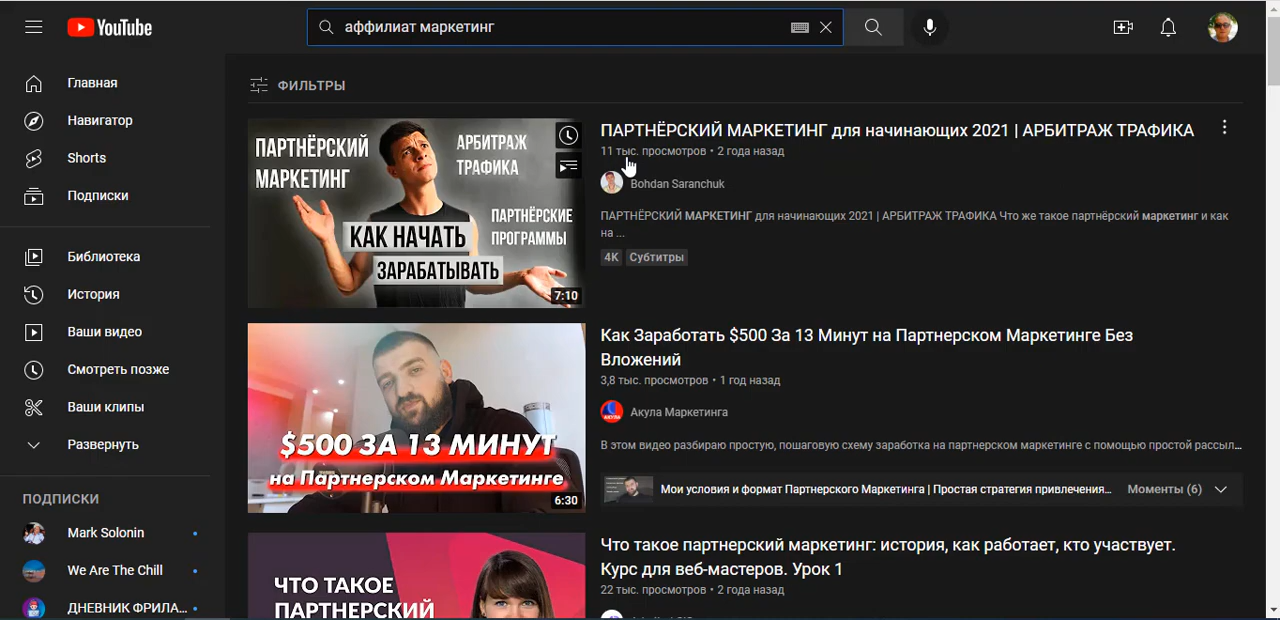 YouTube
аффилиат маркетинг
Главная
Навигатор
Shorts
Подписки
Библиотека
История
Ваши видео
Смотреть позже
Ваши клипы
Развернуть
ПОДПИСКИ
Mark Solonin
We Are The Chill
ДНЕВНИК ФРИЛА...
ФИЛЬТРЫ
ПАРТНЁРСКИЙ
МАРКЕТИНГ
АРБИТРАЖ
ТРАФИКА
ПАРТНЁРСКИЕ
ПРОГРАММЫ
КАК НАЧАТЬ
ЗАРАБАТЫВАТЬ
7:10
ПАРТНЁРСКИЙ МАРКЕТИНГ для начинающих 2021 | АРБИТРАЖ ТРАФИКА
11 тыс. просмотров • 2 года назад
Bohdan Saranchuk
ПАРТНЁРСКИЙ МАРКЕТИНГ для начинающих 2021 | АРБИТРАЖ ТРАФИКА Что же такое партнёрский маркетинг и как
на ...
4K Субтитры
$500 ЗА 13 МИНУТ
на Партнерском Маркетинге
6:30
Как Заработать $500 За 13 Минут на Партнерском Маркетинге Без
Вложений
3,8 тыс. просмотров • 1 год назад
Акула Маркетинга
В этом видео разбираю простую, пошаговую схему заработка на партнерском маркетинге с помощью простой рассыл...
Мои условия и формат Партнерского Маркетинга | Простая стратегия привлечения...
Моменты (6)
ЧТО ТАКОЕ
ПАРТНЕРСКИЙ
Что такое партнерский маркетинг: история, как работает, кто участвует.
Курс для веб-мастеров. Урок 1
22 тыс. просмотров • 2 года назад